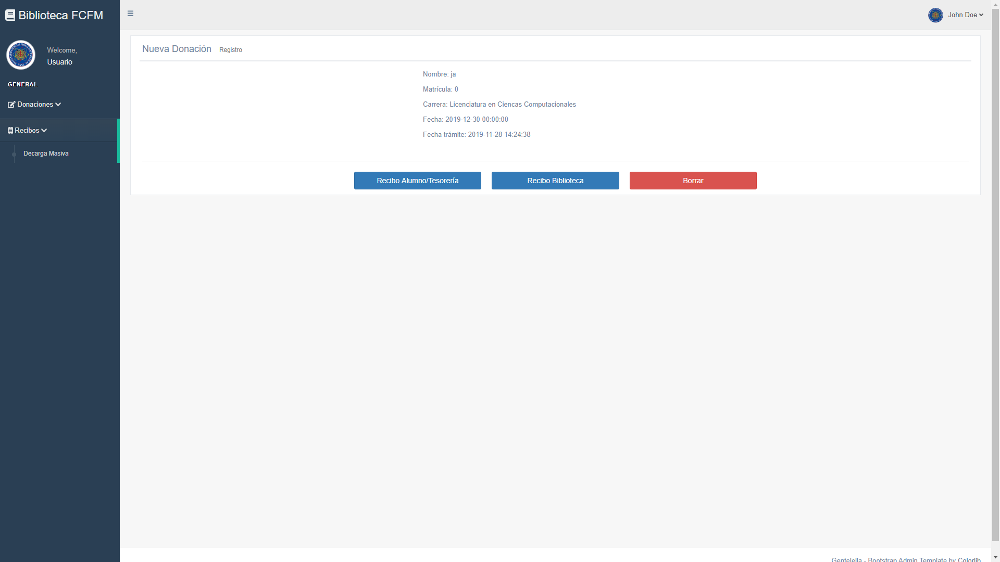 Biblioteca FCFM
John Doe
Welcome,
Usuario
GENERAL
Donaciones
Recibos
Decarga Masiva
Nueva Donación Registro
Nombre: ja
Matrícula: 0
Carrera: Licenciatura en Ciencas Computacionales
Fecha: 2019-12-30 00:00:00
Fecha trámite: 2019-11-28 14:24:38
Recibo Alumno/Tesorería
Recibo Biblioteca
Borrar
Gentelella - Bootstrap Admin Template by Colorlib